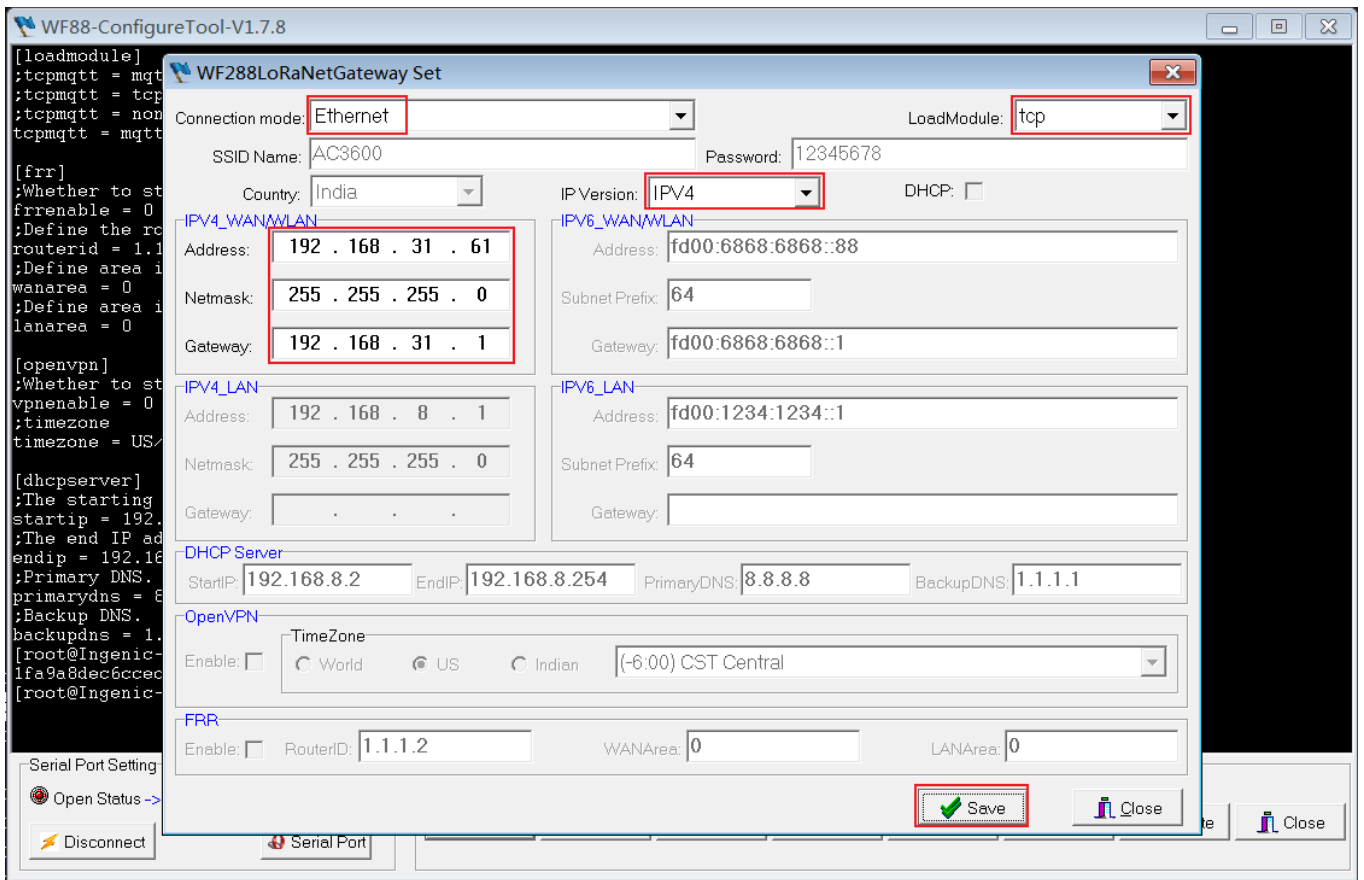 WF88-ConfigureTool-V1.7.8
[loadmodule]
;tcpmqtt = mqt
;tcpmqtt = tcp
;tcpmqtt = non
tcpmqtt = mqtt
[frr]
;Whether to st
frrenable = 0
;Define the ro
routerid = 1.1
;Define area i
wanarea = 0
;Define area i
lanarea = 0
[openvpn]
;Whether to st
vpnenable = 0
;timezone
timezone = US/
[dhcpserver]
;The starting
startip = 192.
;The end IP ad
endip = 192.16
;Primary DNS.
primarydns = 8
;Backup DNS.
backupdns = 1.
[root@Ingenic-
1fa9a8dec6ccec
[root@Ingenic-
WF288LoRaNetGateway Set
Connection mode: Ethernet LoadModule: tcp
SSID Name: AC3600 Password: 12345678
Country: India IP Version: IPV4 DHCP:
IPV4_WAN/WLAN
Address: 192 . 168 . 31 . 61
Netmask: 255 . 255 . 255 . 0
Gateway: 192 . 168 . 31 . 1
IPV6_WAN/WLAN
Address: fd00:6868:6868::88
Subnet Prefix: 64
Gateway: fd00:6868:6868::1
IPV4_LAN
Address: 192 . 168 . 8 . 1
Netmask: 255 . 255 . 255 . 0
Gateway: . . .
IPV6_LAN
Address: fd00:1234:1234::1
Subnet Prefix: 64
Gateway:
DHCP Server
StartIP: 192.168.8.2 EndIP: 192.168.8.254 PrimaryDNS: 8.8.8.8 BackupDNS: 1.1.1.1
OpenVPN
Enable:
TimeZone
World US Indian (-6:00) CST Central
FRR
Enable: RouterID: 1.1.1.2 WANArea: 0 LANArea: 0
Save Close
Serial Port Setting
Open Status ->
Disconnect Serial Port te Close